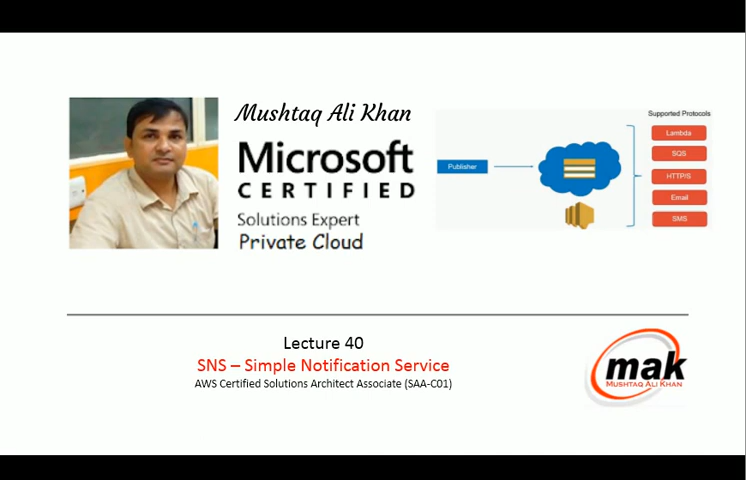 Mushtaq Ali Khan
Microsoft
CERTIFIED
Solutions Expert
Private Cloud
Supported Protocols
Publisher
Lambda
SQS
HTTP/S
Email
SMS
Lecture 40
SNS – Simple Notification Service
AWS Certified Solutions Architect Associate (SAA-C01)
mak
MUSHTAQ ALI KHAN